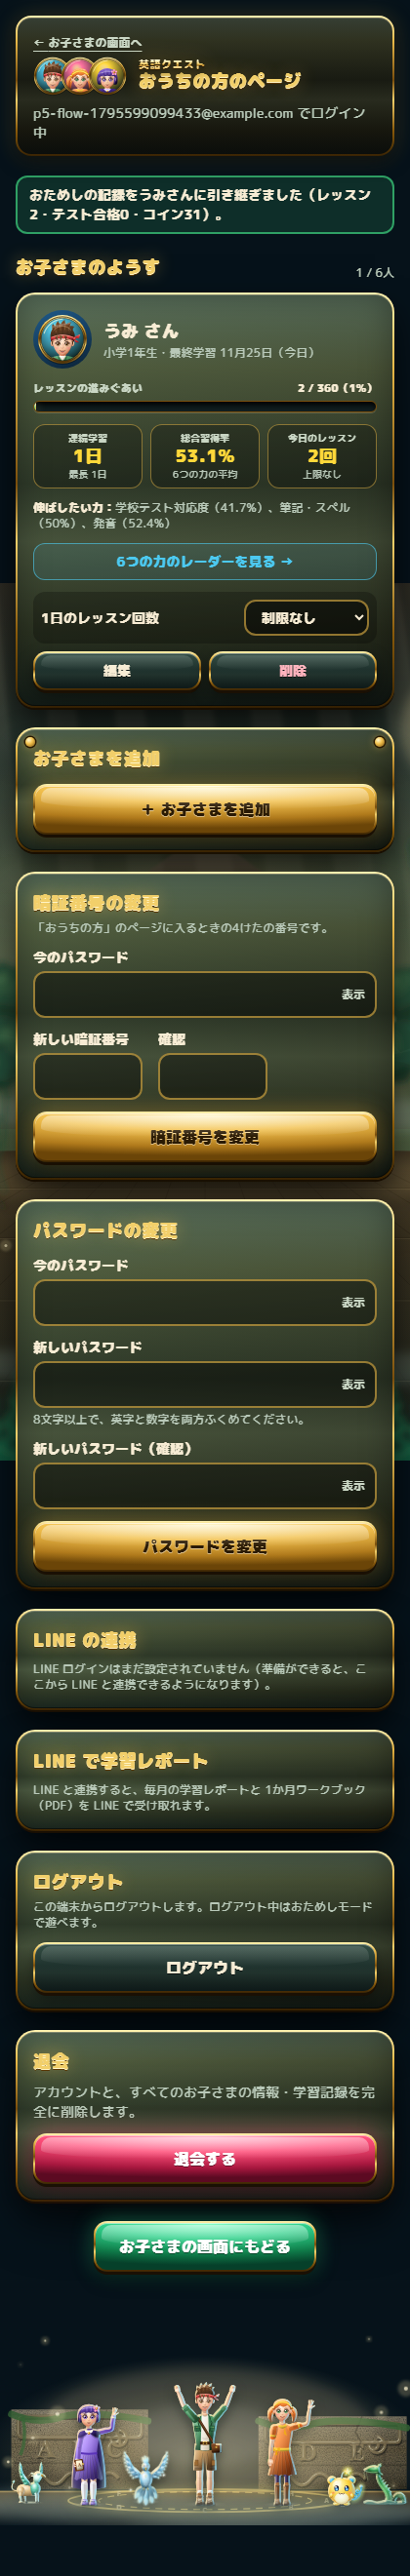 ← お子さまの画面へ
英語クエスト
おうちの方のページ
p5-flow-1795599099433@example.com でログイン
中
おためしの記録をうみさんに引き継ぎました（レッスン
2・テスト合格0・コイン31）。
お子さまのようす
1 / 6人
うみ さん
小学1年生・最終学習 11月25日（今日）
レッスンの進みぐあい
2 / 360（1%）
連続学習
1日
最長 1日
総合習得率
53.1%
6つの力の平均
今日のレッスン
2回
上限なし
伸ばしたい力：学校テスト対応度（41.7%）、筆記・スペル
（50%）、発音（52.4%）
6つの力のレーダーを見る →
1日のレッスン回数
制限なし
編集
削除
お子さまを追加
＋ お子さまを追加
暗証番号の変更
「おうちの方」のページに入るときの4けたの番号です。
今のパスワード
表示
新しい暗証番号
確認
暗証番号を変更
パスワードの変更
今のパスワード
表示
新しいパスワード
表示
8文字以上で、英字と数字を両方ふくめてください。
新しいパスワード（確認）
表示
パスワードを変更
LINE の連携
LINE ログインはまだ設定されていません（準備ができると、こ
こから LINE と連携できるようになります）。
LINE で学習レポート
LINE と連携すると、毎月の学習レポートと 1か月ワークブック
（PDF）を LINE で受け取れます。
ログアウト
この端末からログアウトします。ログアウト中はおためしモード
で遊べます。
ログアウト
退会
アカウントと、すべてのお子さまの情報・学習記録を完
全に削除します。
退会する
お子さまの画面にもどる